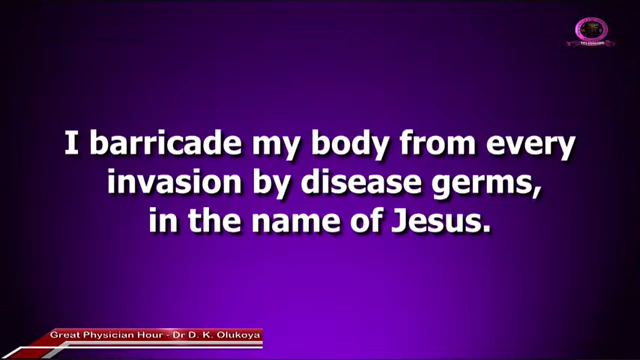 I barricade my body from every
invasion by disease germs,
in the name of Jesus.
Great Physician Hour - Dr D. K. Olukoya